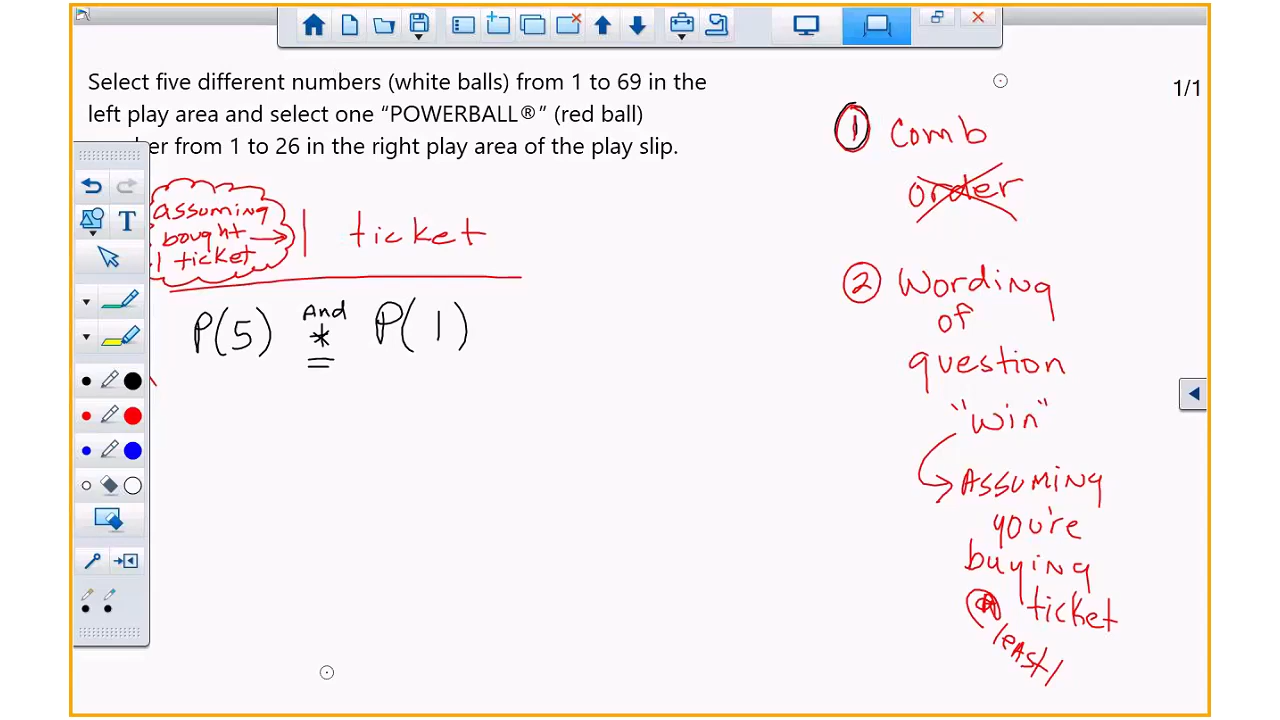 Select five different numbers (white balls) from 1 to 69 in the
left play area and select one “POWERBALL®” (red ball)
er from 1 to 26 in the right play area of the play slip.
1/1
T
assuming
bought
1 ticket
1 ticket
P(5) And * P(1)
1 Comb
order
2 Wording
of
question
"win"
Assuming
you're
buying
ticket
least 1